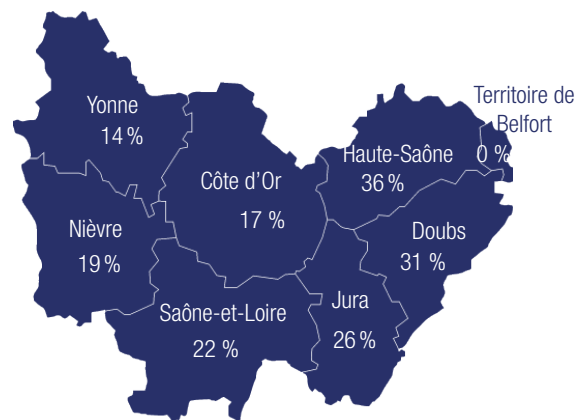 Yonne
14 %
Côte d’Or
17 %
Haute-Saône
36 %
Territoire de
Belfort
0 %
Nièvre
19 %
Doubs
31 %
Saône-et-Loire
22 %
Jura
26 %